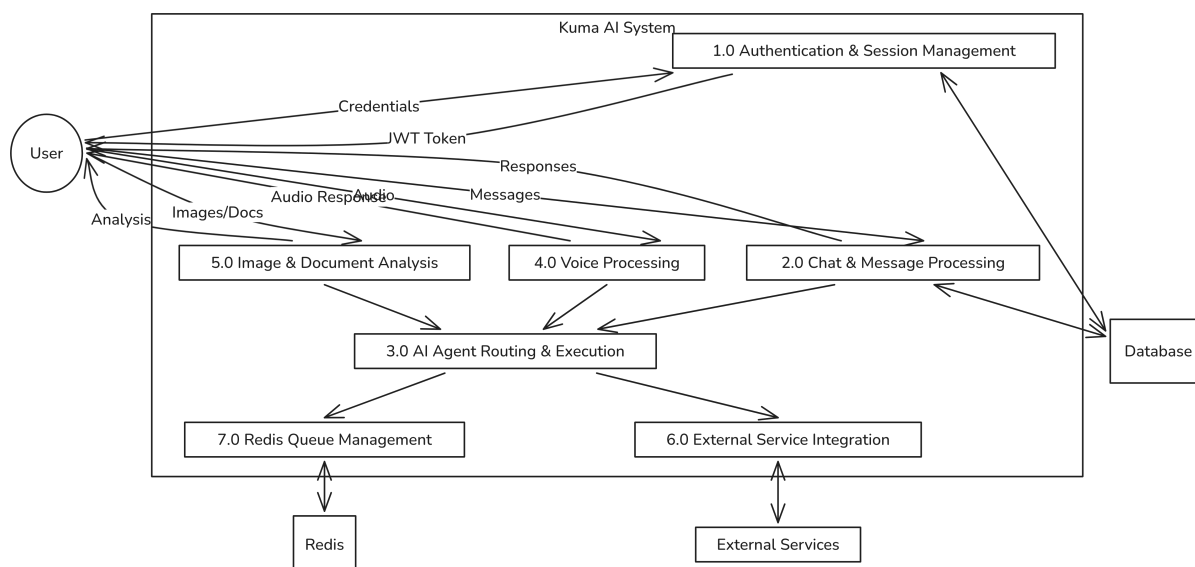 Kuma AI System
1.0 Authentication & Session Management
Credentials
JWT Token
User
Responses
Audio Response
Audio
Messages
Analysis
Images/Docs
5.0 Image & Document Analysis
4.0 Voice Processing
2.0 Chat & Message Processing
3.0 AI Agent Routing & Execution
Database
7.0 Redis Queue Management
6.0 External Service Integration
Redis
External Services